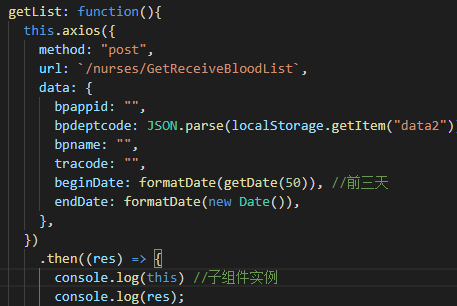 getList: function(){
this.axios({
method: "post",
url: `/nurses/GetReceiveBloodList`,
data: {
bpappid: "",
bpdeptcode: JSON.parse(localStorage.getItem("data2")
bpname: "",
tracode: "",
beginDate: formatDate(getDate(50)), //前三天
endDate: formatDate(new Date()),
},
})
.then((res) => {
console.log(this) //子组件实例
console.log(res);